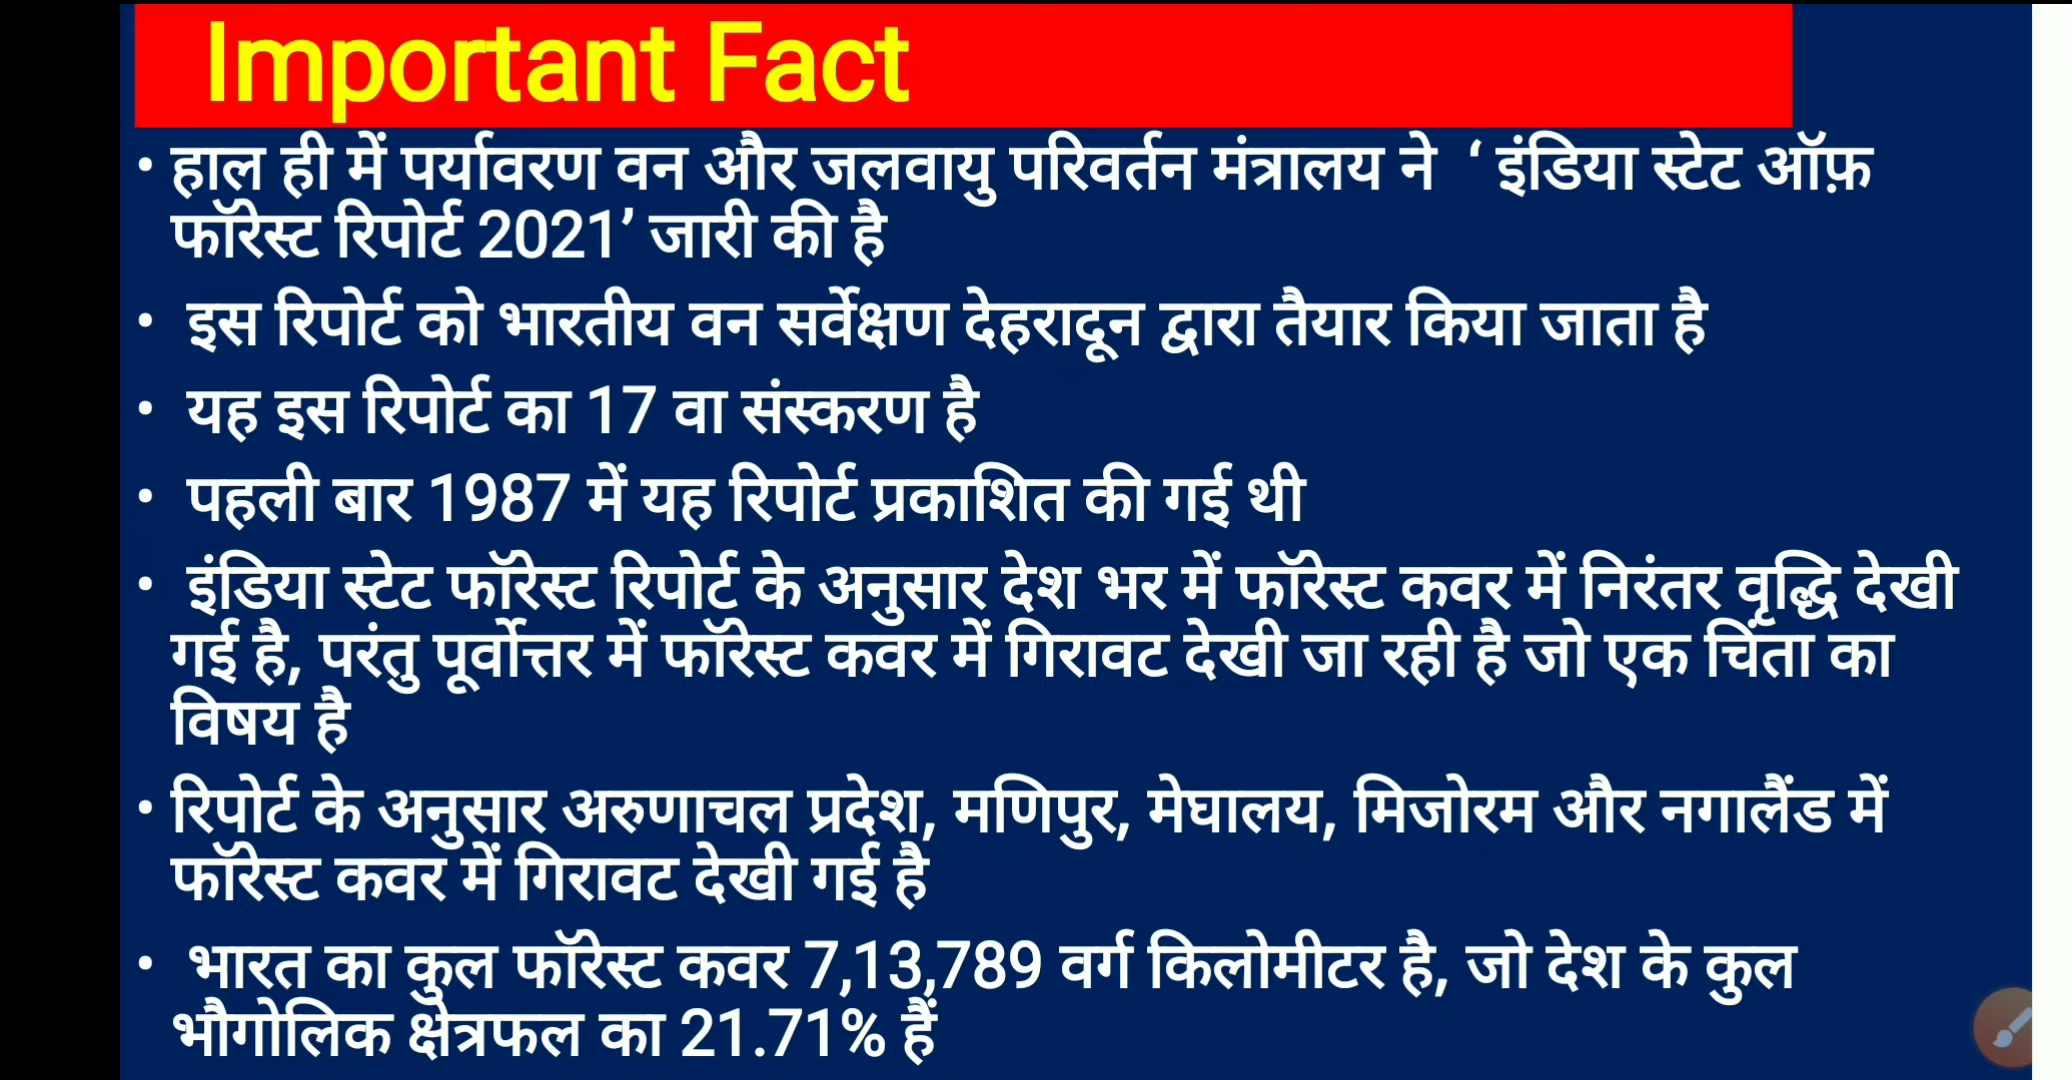 Important Fact
• हाल ही में पर्यावरण वन और जलवायु परिवर्तन मंत्रालय ने ‘ इंडिया स्टेट ऑफ़
फॉरेस्ट रिपोर्ट 2021’ जारी की है
• इस रिपोर्ट को भारतीय वन सर्वेक्षण देहरादून द्वारा तैयार किया जाता है
• यह इस रिपोर्ट का 17 वा संस्करण है
• पहली बार 1987 में यह रिपोर्ट प्रकाशित की गई थी
• इंडिया स्टेट फॉरेस्ट रिपोर्ट के अनुसार देश भर में फॉरेस्ट कवर में निरंतर वृद्धि देखी
गई है, परंतु पूर्वोत्तर में फॉरेस्ट कवर में गिरावट देखी जा रही है जो एक चिंता का
विषय है
• रिपोर्ट के अनुसार अरुणाचल प्रदेश, मणिपुर, मेघालय, मिजोरम और नगालैंड में
फॉरेस्ट कवर में गिरावट देखी गई है
• भारत का कुल फॉरेस्ट कवर 7,13,789 वर्ग किलोमीटर है, जो देश के कुल
भौगोलिक क्षेत्रफल का 21.71% हैं